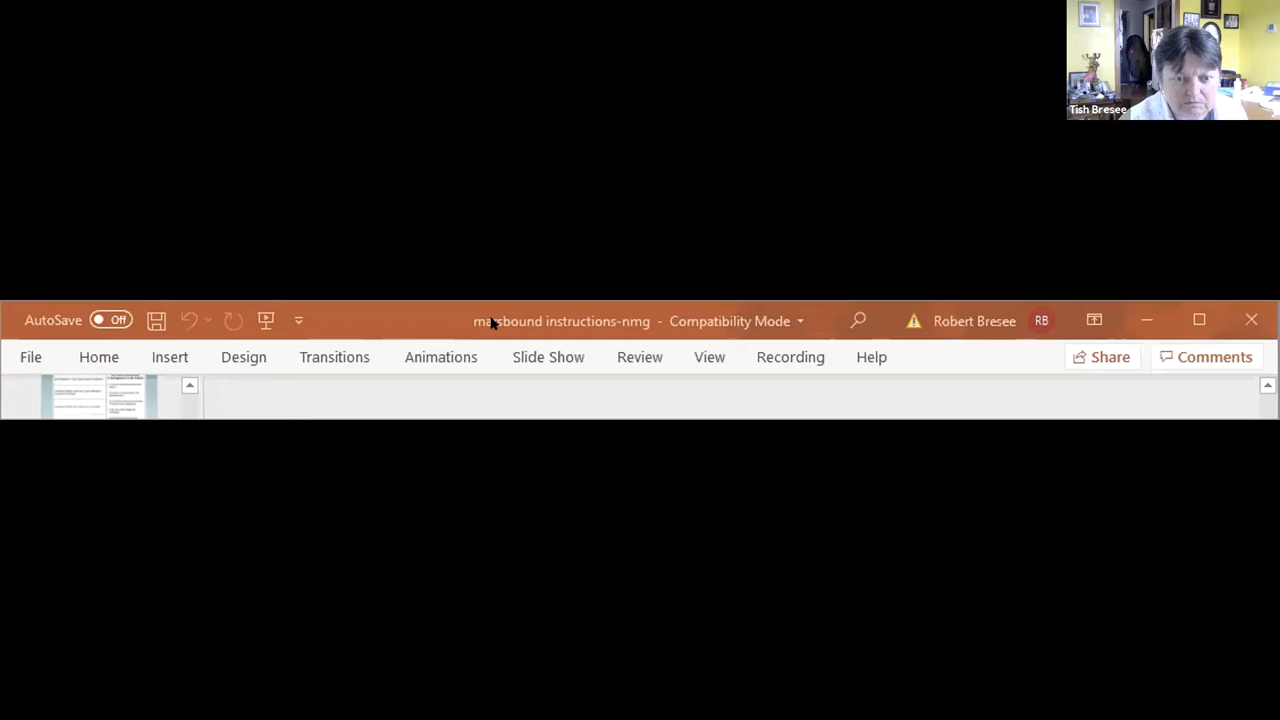 Tish Bresee
AutoSave Off
marsbound instructions-nmg - Compatibility Mode
Robert Bresee RB
File Home Insert Design Transitions Animations Slide Show Review View Recording Help
Share Comments